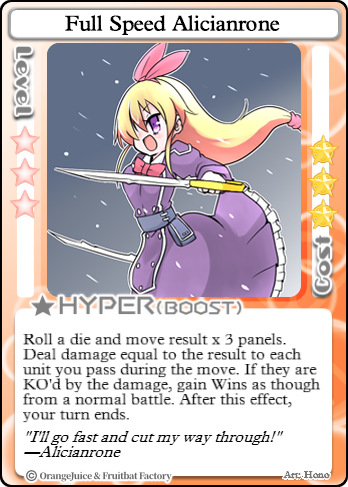 Full Speed Alicianrone
Level
Cost
HYPER(BOOST)
Roll a die and move result x 3 panels.
Deal damage equal to the result to each
unit you pass during the move. If they are
KO'd by the damage, gain Wins as though
from a normal battle. After this effect,
your turn ends.
"I'll go fast and cut my way through!"
—Alicianrone
© OrangeJuice & Fruitbat Factory
Art: Hono